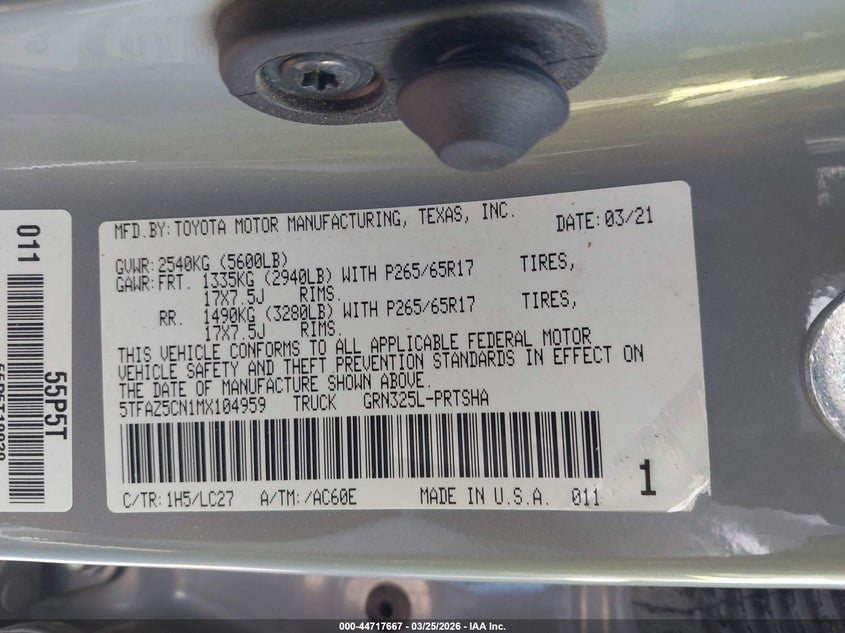 MFD.BY:TOYOTA MOTOR MANUFACTURING, TEXAS, INC. DATE:03/21
GVWR:2540KG (5600LB)
GAWR:FRT. 1335KG (2940LB) WITH P265/65R17 TIRES,
17X7.5J RIMS.
RR. 1490KG (3280LB) WITH P265/65R17 TIRES,
17X7.5J RIMS.
THIS VEHICLE CONFORMS TO ALL APPLICABLE FEDERAL MOTOR
VEHICLE SAFETY AND THEFT PREVENTION STANDARDS IN EFFECT ON
THE DATE OF MANUFACTURE SHOWN ABOVE.
5TFAZ5CN1MX104959 TRUCK GRN325L-PRTSHA
C/TR:1H5/LC27 A/TM:/AC60E MADE IN U.S.A. 011
1
011
55P5T
000-44717667 - 03/25/2026 - IAA Inc.